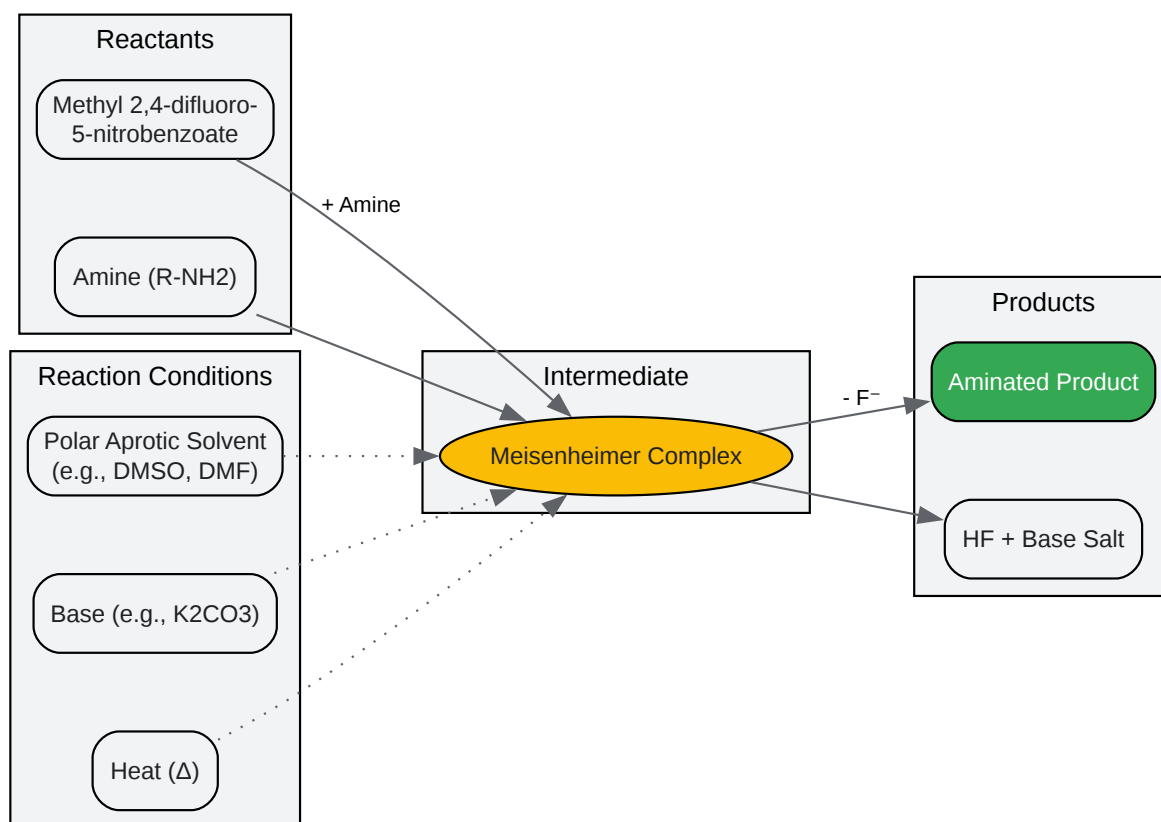 Reactants
Methyl 2,4-difluoro-
5-nitrobenzoate
+ Amine
Amine (R-NH2)
Reaction Conditions
Polar Aprotic Solvent
(e.g., DMSO, DMF)
Base (e.g., K2CO3)
Heat (Δ)
Intermediate
Meisenheimer Complex
- F⁻
Products
Aminated Product
HF + Base Salt